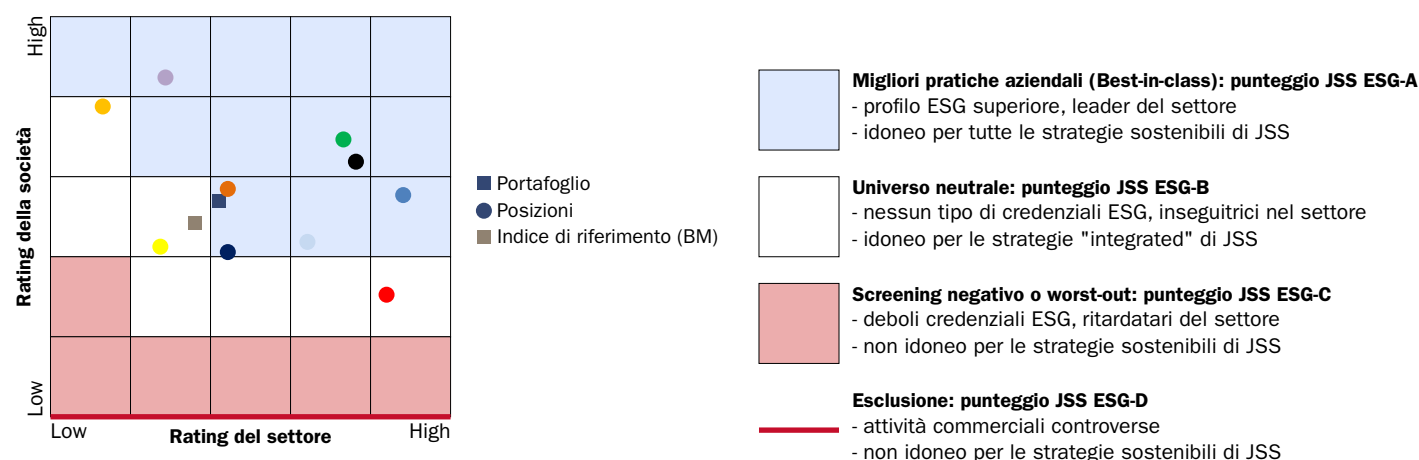 High
Rating della società
Low
Low
Rating del settore
High
Portafoglio
Posizioni
Indice di riferimento (BM)
Migliori pratiche aziendali (Best-in-class): punteggio JSS ESG-A
- profilo ESG superiore, leader del settore
- idoneo per tutte le strategie sostenibili di JSS
Universo neutrale: punteggio JSS ESG-B
- nessun tipo di credenziali ESG, inseguitrici nel settore
- idoneo per le strategie "integrated" di JSS
Screening negativo o worst-out: punteggio JSS ESG-C
- deboli credenziali ESG, ritardatari del settore
- non idoneo per le strategie sostenibili di JSS
Esclusione: punteggio JSS ESG-D
- attività commerciali controverse
- non idoneo per le strategie sostenibili di JSS